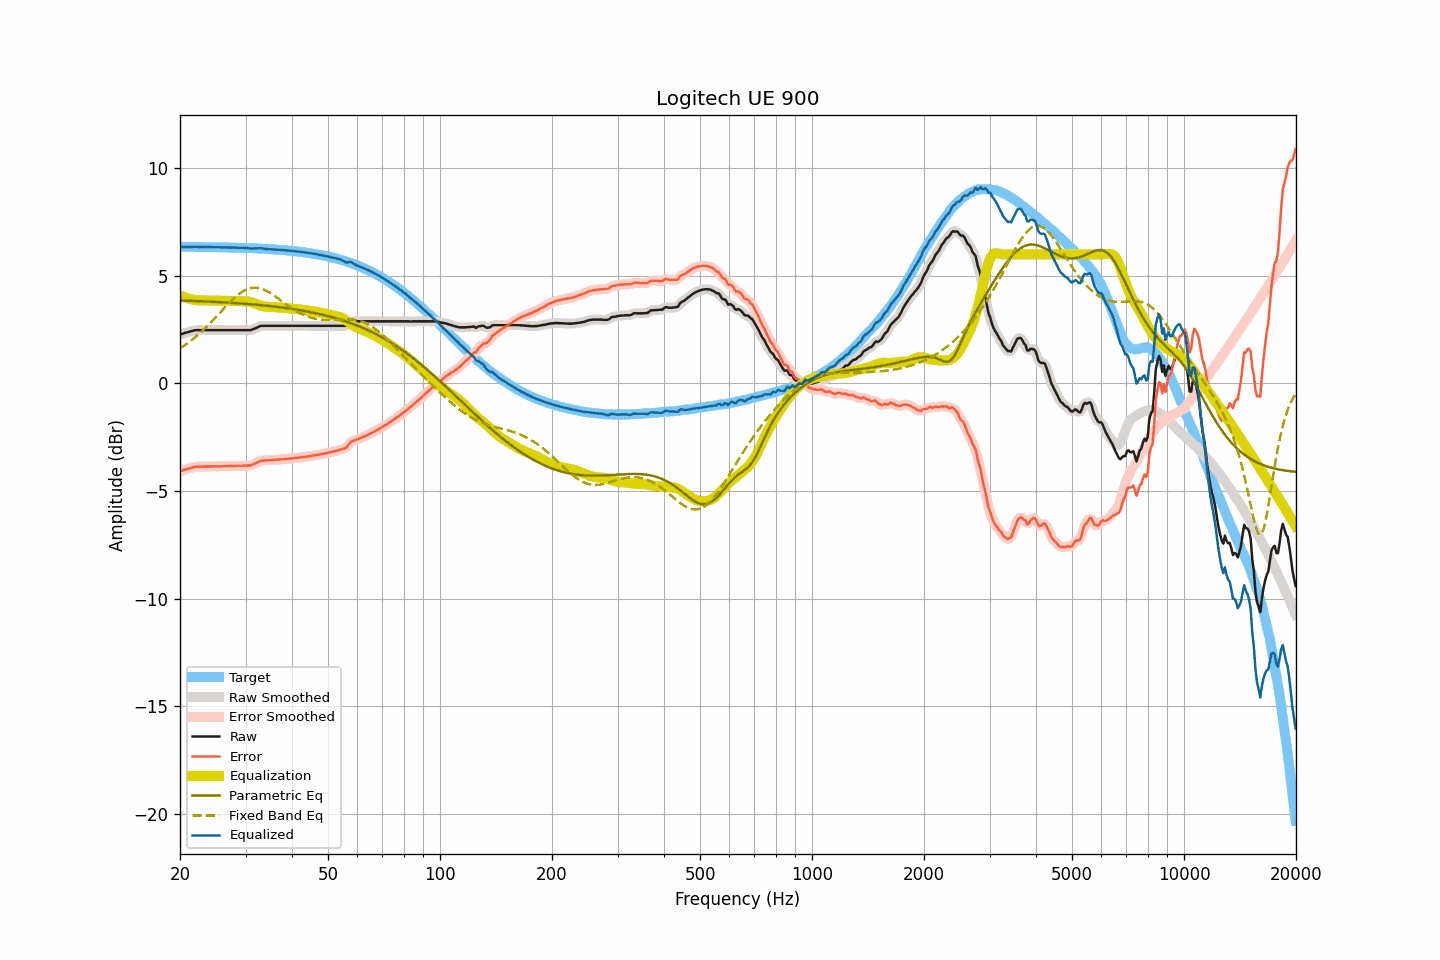 Logitech UE 900
Amplitude (dBr)
10
5
0
−5
−10
−15
−20
Target
Raw Smoothed
Error Smoothed
Raw
Error
Equalization
Parametric Eq
Fixed Band Eq
Equalized
20 50 100 200 500 1000 2000 5000 10000 20000
Frequency (Hz)